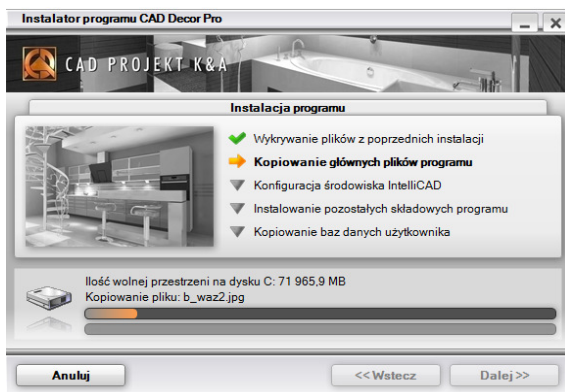 Instalator programu CAD Decor Pro
CAD PROJEKT K&A
Instalacja programu
Wykrywanie plików z poprzednich instalacji
Kopiowanie głównych plików programu
Konfiguracja środowiska IntelliCAD
Instalowanie pozostałych składowych programu
Kopiowanie baz danych użytkownika
Ilość wolnej przestrzeni na dysku C: 71 965,9 MB
Kopiowanie pliku: b_waz2.jpg
Anuluj
<< Wstecz
Dalej >>